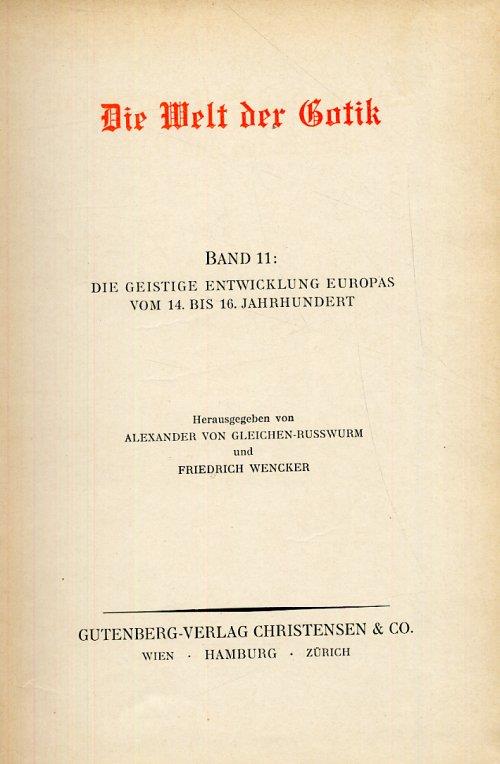 Die Welt der Gotik
BAND 11:
DIE GEISTIGE ENTWICKLUNG EUROPAS
VOM 14. BIS 16. JAHRHUNDERT
Herausgegeben von
ALEXANDER VON GLEICHEN-RUSSWURM
und
FRIEDRICH WENCKER
GUTENBERG-VERLAG CHRISTENSEN & CO.
WIEN · HAMBURG · ZÜRICH